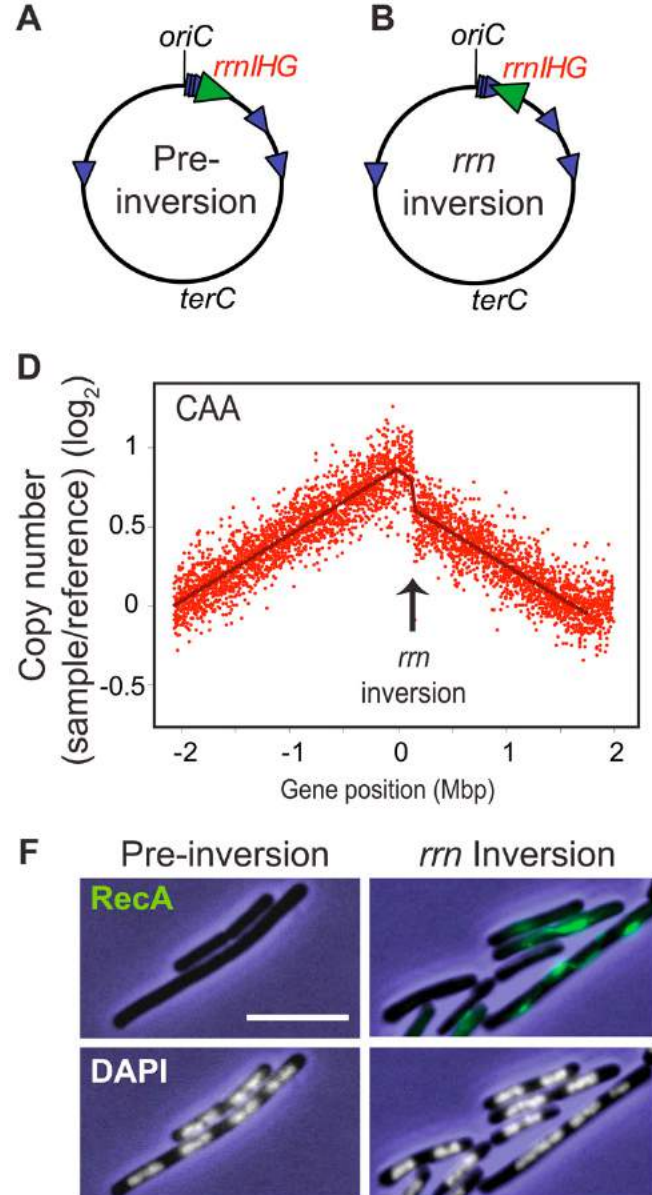 A
B
oriC
rrnIHG
oriC
rrnIHG
Pre-
inversion
rrn
inversion
terC
terC
D
CAA
Copy number
(sample/reference) (log2)
1
0.5
0
-0.5
rrn
inversion
-2
-1
0
1
2
Gene position (Mbp)
F
Pre-inversion
rrn Inversion
RecA
DAPI